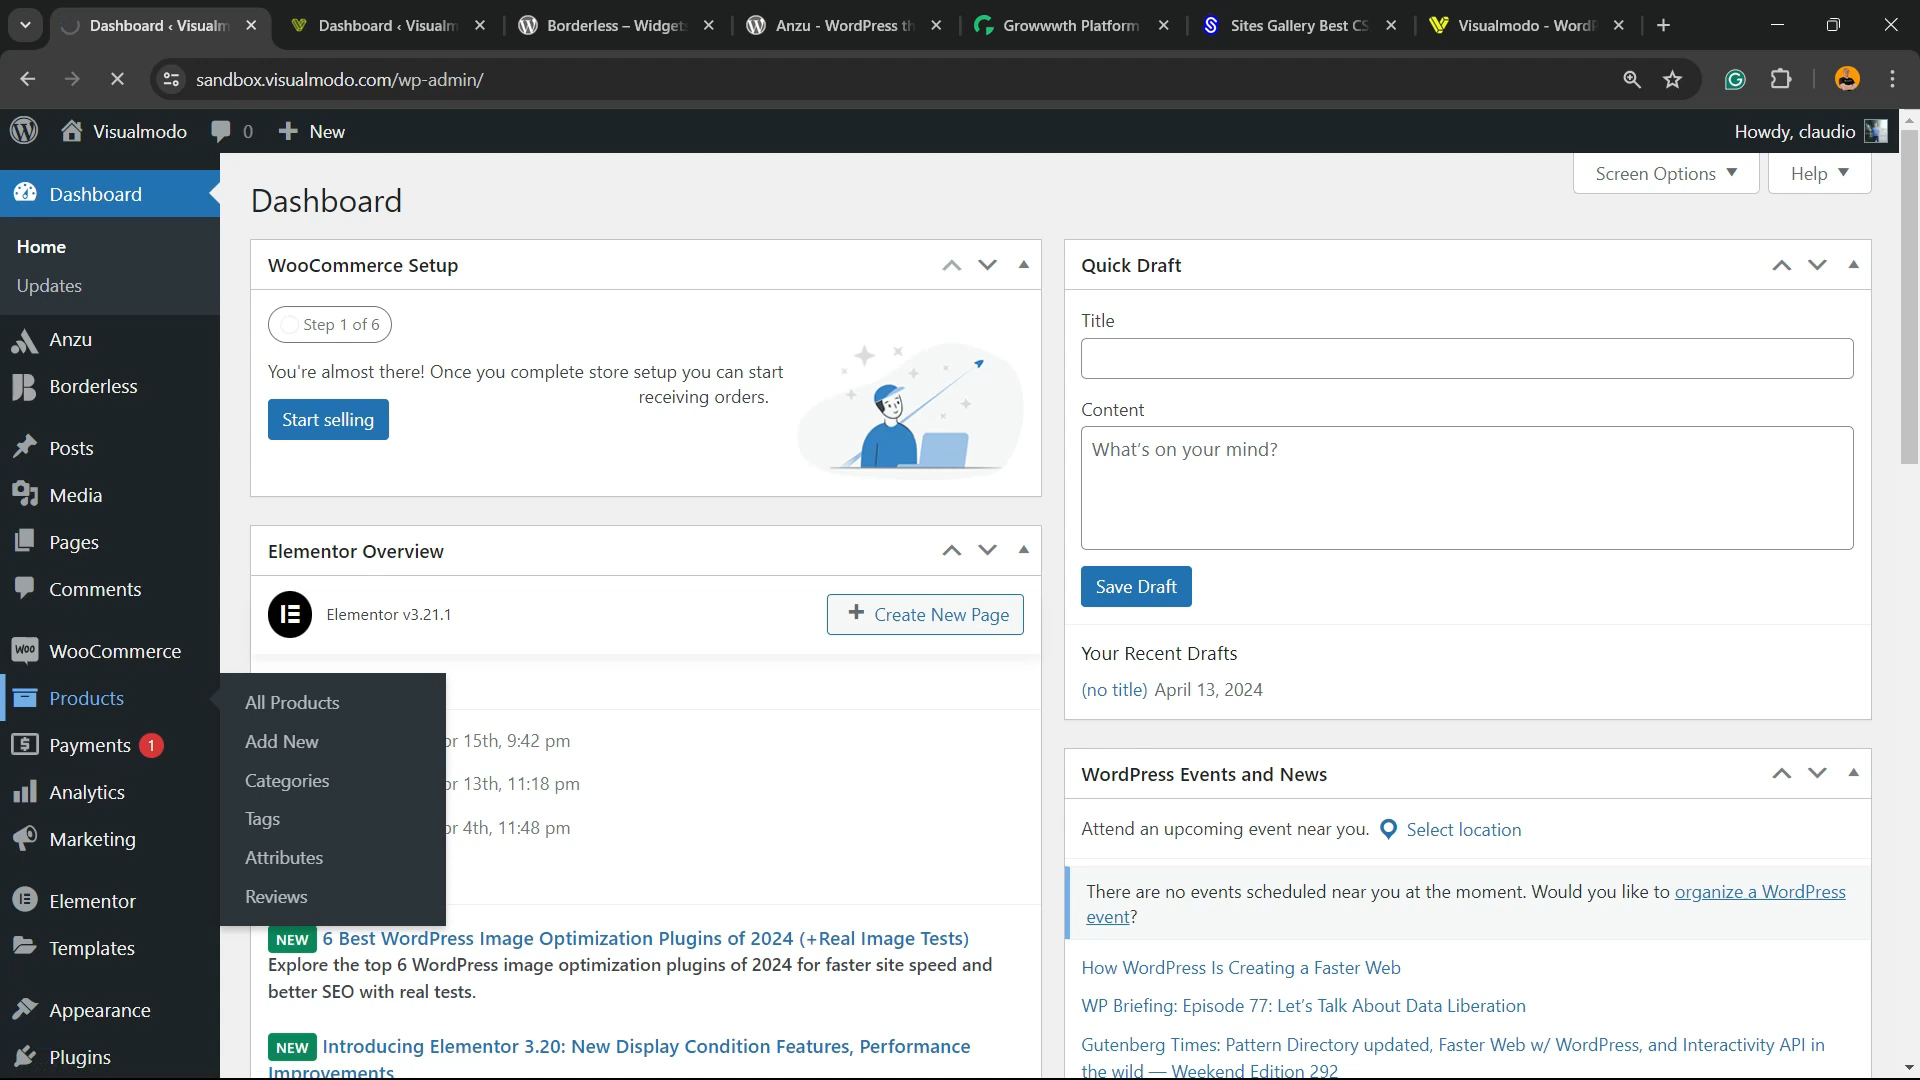 Dashboard ‹ Visualm
Dashboard ‹ Visualm
Borderless – Widget
Anzu - WordPress th
Growwwth Platform
Sites Gallery Best CS
Visualmodo - WordP
sandbox.visualmodo.com/wp-admin/
Visualmodo
0
New
Howdy, claudio
Dashboard
Home
Updates
Anzu
Borderless
Posts
Media
Pages
Comments
WooCommerce
Products
Payments 1
Analytics
Marketing
Elementor
Templates
Appearance
Plugins
All Products
Add New
Categories
Tags
Attributes
Reviews
Screen Options
Help
Dashboard
WooCommerce Setup
Step 1 of 6
You're almost there! Once you complete store setup you can start
receiving orders.
Start selling
Elementor Overview
Elementor v3.21.1
Create New Page
15th, 9:42 pm
13th, 11:18 pm
4th, 11:48 pm
NEW 6 Best WordPress Image Optimization Plugins of 2024 (+Real Image Tests)
Explore the top 6 WordPress image optimization plugins of 2024 for faster site speed and
better SEO with real tests.
NEW Introducing Elementor 3.20: New Display Condition Features, Performance
Improvements
Quick Draft
Title
Content
What's on your mind?
Save Draft
Your Recent Drafts
(no title) April 13, 2024
WordPress Events and News
Attend an upcoming event near you. Select location
There are no events scheduled near you at the moment. Would you like to organize a WordPress
event?
How WordPress Is Creating a Faster Web
WP Briefing: Episode 77: Let's Talk About Data Liberation
Gutenberg Times: Pattern Directory updated, Faster Web w/ WordPress, and Interactivity API in
the wild — Weekend Edition 292